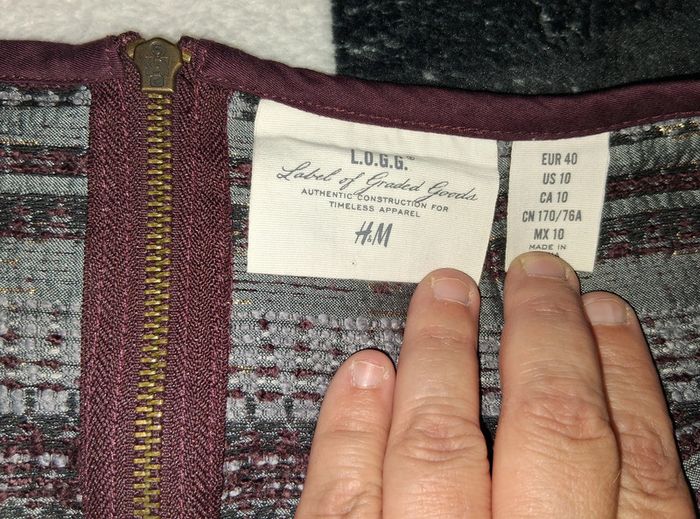 L.O.G.G.®
Label of Graded Goods
AUTHENTIC CONSTRUCTION FOR
TIMELESS APPAREL
H&M
EUR 40
US 10
CA 10
CN 170/76A
MX 10
MADE IN